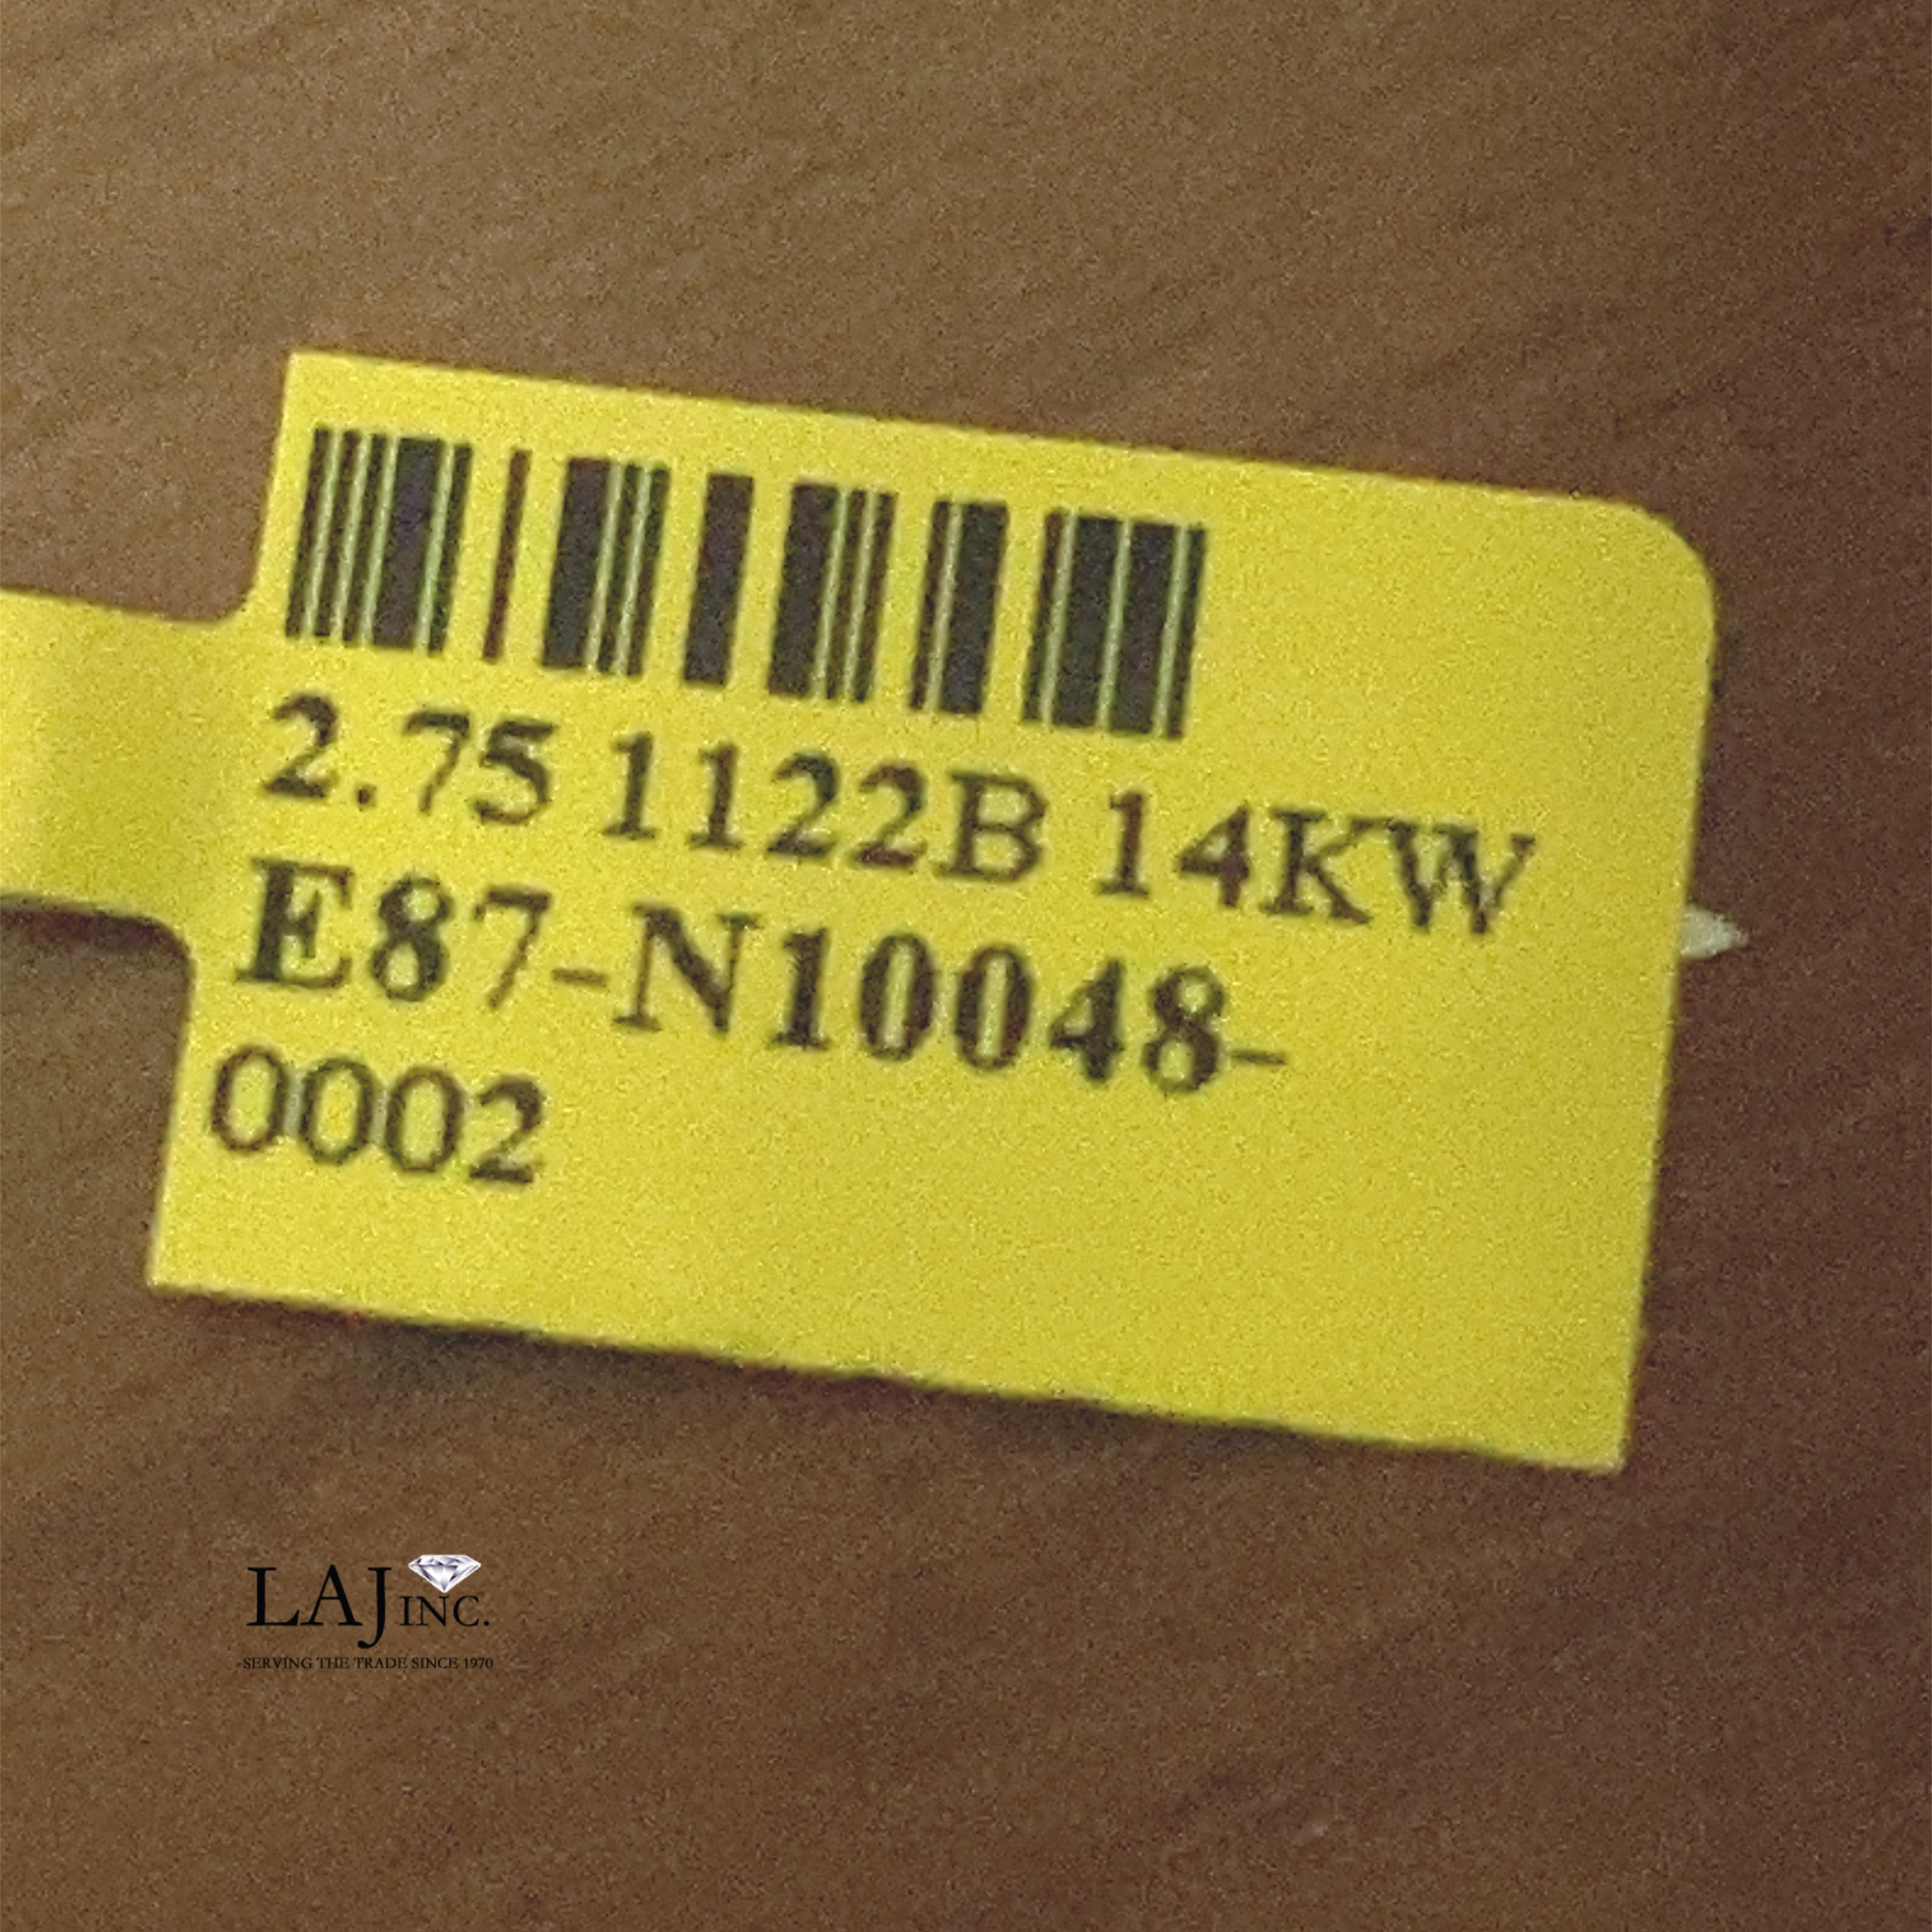 2.75 1122B 14KW
E87-N10048-
0002
LAJ INC.
SERVING THE TRADE SINCE 1970